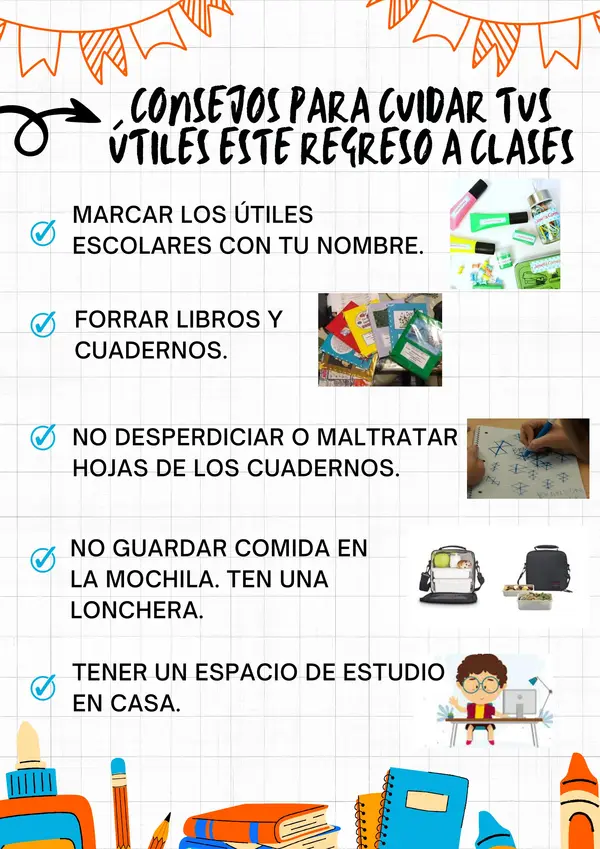 CONSEJOS PARA CUIDAR TUS
ÚTILES ESTE REGRESO A CLASES
MARCAR LOS ÚTILES
ESCOLARES CON TU NOMBRE.
FORRAR LIBROS Y
CUADERNOS.
NO DESPERDICIAR O MALTRATAR
HOJAS DE LOS CUADERNOS.
NO GUARDAR COMIDA EN
LA MOCHILA. TEN UNA
LONCHERA.
TENER UN ESPACIO DE ESTUDIO
EN CASA.